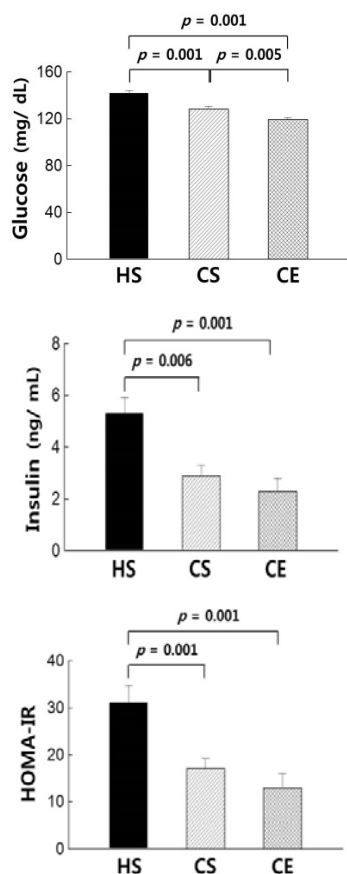 p = 0.001
p = 0.001 p = 0.005
Glucose (mg/ dL)
160
120
80
40
0
HS CS CE
p = 0.001
p = 0.006
Insulin (ng/ mL)
8
6
4
2
0
HS CS CE
p = 0.001
p = 0.001
HOMA-IR
40
30
20
10
0
HS CS CE